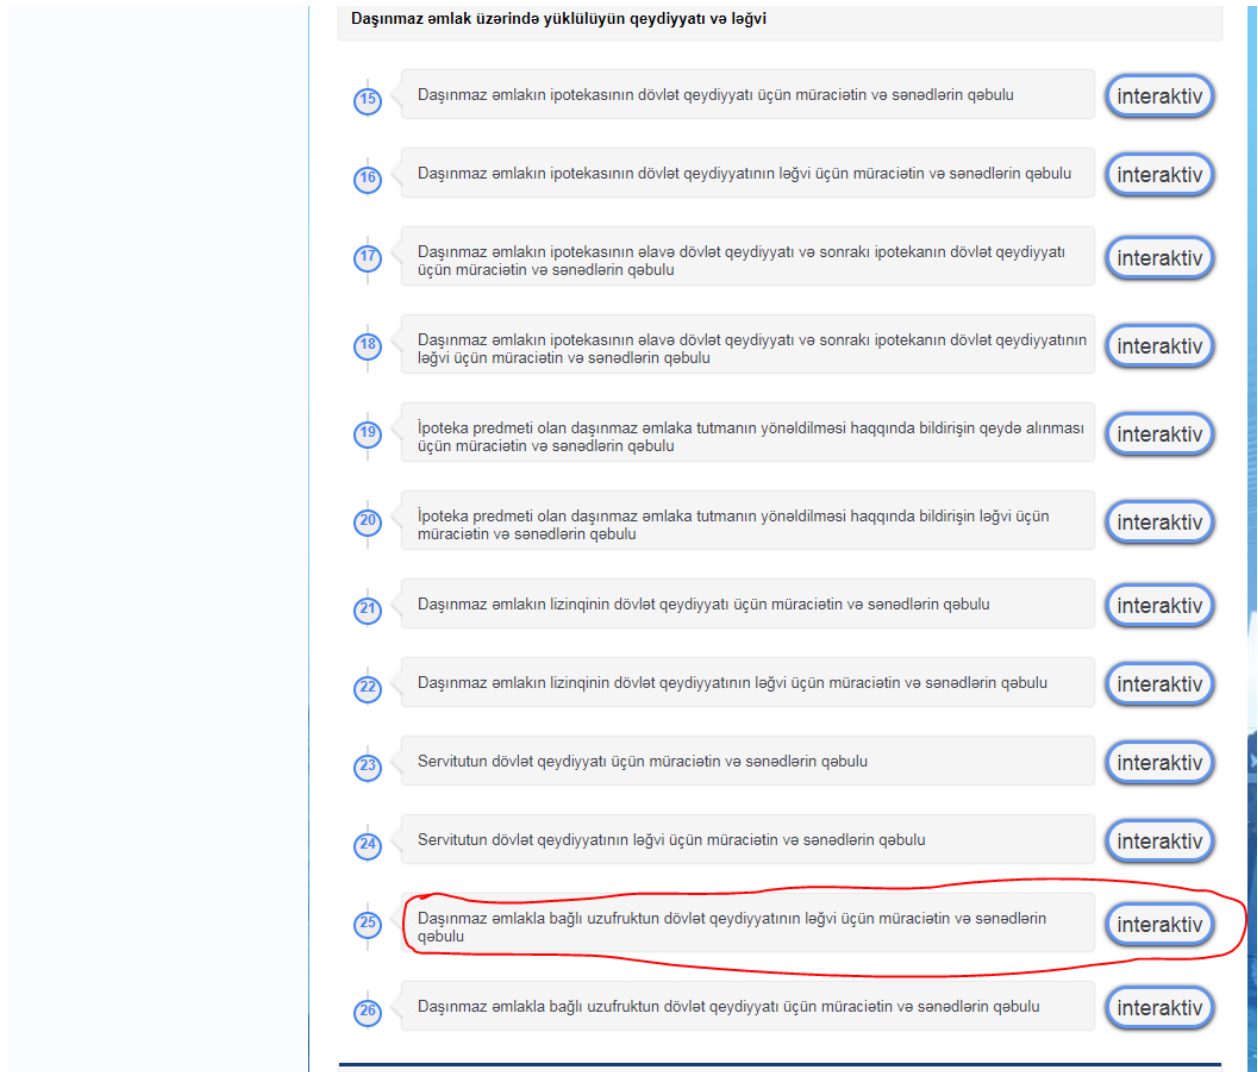 Daşınmaz əmlak üzərində yüklülüyün qeydiyyatı və ləğvi
15
Daşınmaz əmlakın ipotekasının dövlət qeydiyyatı üçün müraciətin və sənədlərin qəbulu
interaktiv
16
Daşınmaz əmlakın ipotekasının dövlət qeydiyyatının ləğvi üçün müraciətin və sənədlərin qəbulu
interaktiv
17
Daşınmaz əmlakın ipotekasının əlavə dövlət qeydiyyatı və sonrakı ipotekanın dövlət qeydiyyatı
üçün müraciətin və sənədlərin qəbulu
interaktiv
18
Daşınmaz əmlakın ipotekasının əlavə dövlət qeydiyyatı və sonrakı ipotekanın dövlət qeydiyyatının
ləğvi üçün müraciətin və sənədlərin qəbulu
interaktiv
19
İpoteka predmeti olan daşınmaz əmlaka tutmanın yönəldilməsi haqqında bildirişin qeydə alınması
üçün müraciətin və sənədlərin qəbulu
interaktiv
20
İpoteka predmeti olan daşınmaz əmlaka tutmanın yönəldilməsi haqqında bildirişin ləğvi üçün
müraciətin və sənədlərin qəbulu
interaktiv
21
Daşınmaz əmlakın lizinqinin dövlət qeydiyyatı üçün müraciətin və sənədlərin qəbulu
interaktiv
22
Daşınmaz əmlakın lizinqinin dövlət qeydiyyatının ləğvi üçün müraciətin və sənədlərin qəbulu
interaktiv
23
Servitutun dövlət qeydiyyatı üçün müraciətin və sənədlərin qəbulu
interaktiv
24
Servitutun dövlət qeydiyyatının ləğvi üçün müraciətin və sənədlərin qəbulu
interaktiv
25
Daşınmaz əmlakla bağlı uzufruktun dövlət qeydiyyatının ləğvi üçün müraciətin və sənədlərin
qəbulu
interaktiv
26
Daşınmaz əmlakla bağlı uzufruktun dövlət qeydiyyatı üçün müraciətin və sənədlərin qəbulu
interaktiv